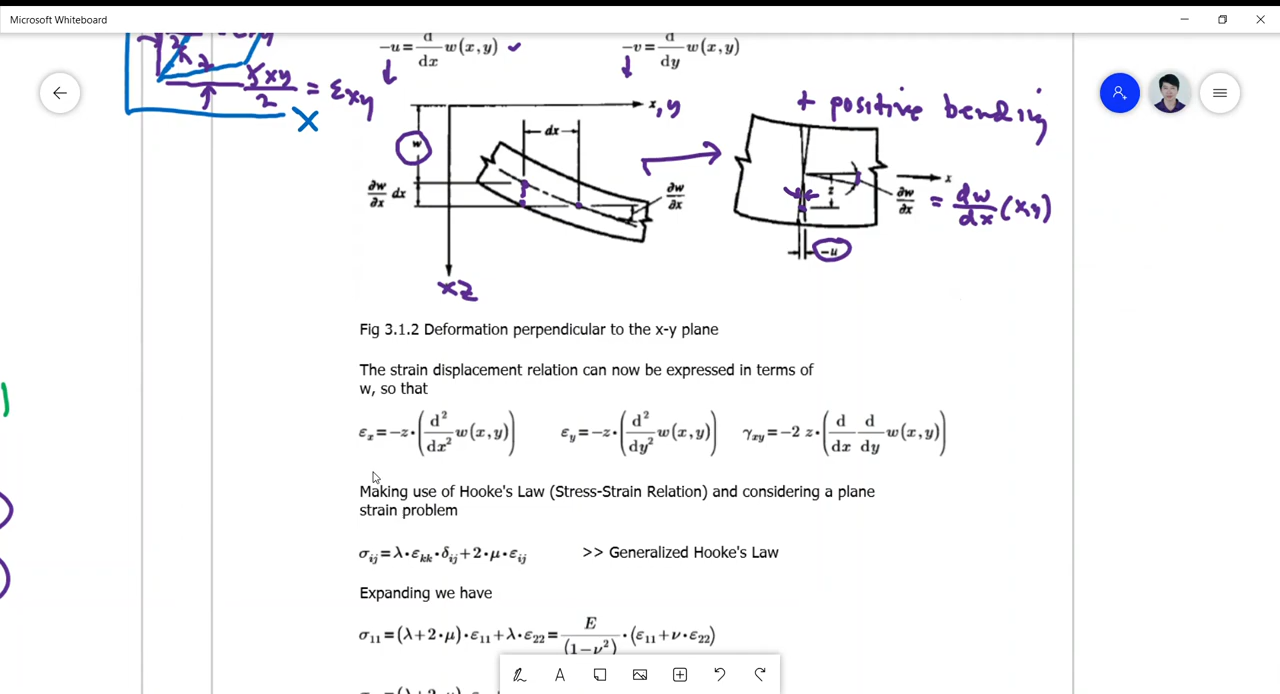 Microsoft Whiteboard
-u = d/dx w(x,y) ✓
-v = d/dy w(x,y)
γxy/2 = εxy
x
x, y
w
dx
∂w/∂x dx
∂w/∂x
xz
+ positive bending
x
z
∂w/∂x = dw/dx (x,y)
-u
Fig 3.1.2 Deformation perpendicular to the x-y plane
The strain displacement relation can now be expressed in terms of
w, so that
εx=-z·(d²/dx² w(x,y)) εy=-z·(d²/dy² w(x,y)) γxy=-2 z·(d/dx d/dy w(x,y))
Making use of Hooke's Law (Stress-Strain Relation) and considering a plane
strain problem
σij=λ·εkk·δij+2·μ·εij >> Generalized Hooke's Law
Expanding we have
σ11=(λ+2·μ)·ε11+λ·ε22= E/(1-ν²)·(ε11+ν·ε22)